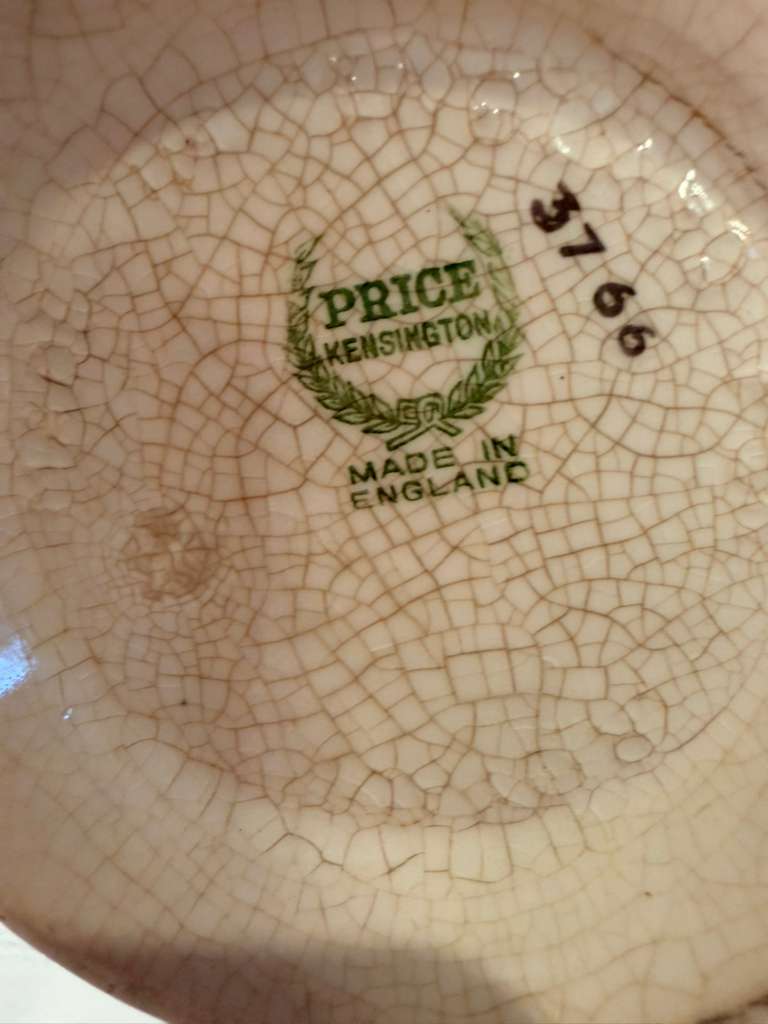 PRICE
KENSINGTON
MADE IN
ENGLAND
3766